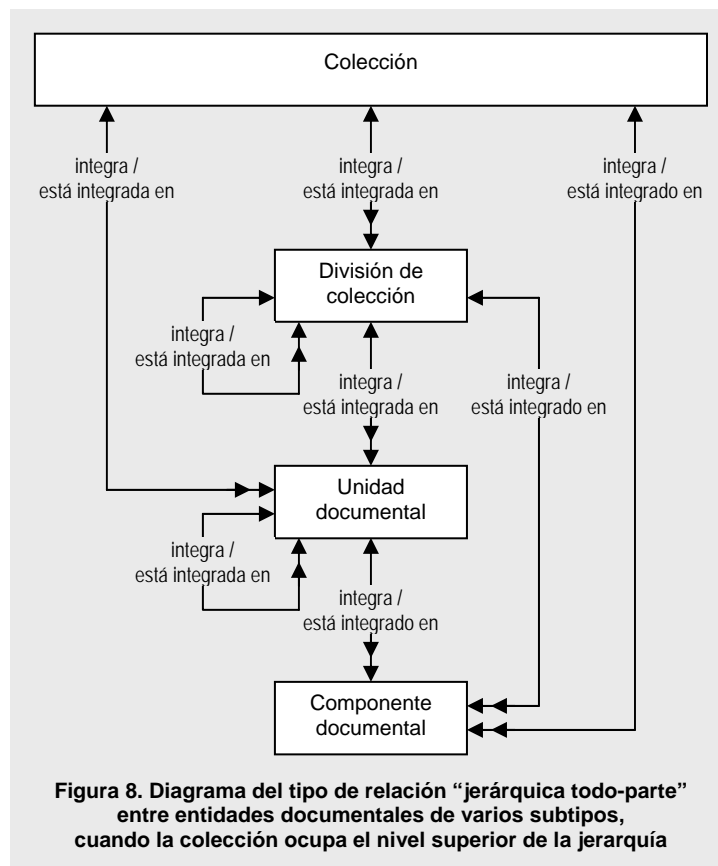 Colección
integra /
está integrada en
integra /
está integrada en
integra /
está integrado en
División de
colección
integra /
está integrada en
integra /
está integrada en
integra /
está integrado en
Unidad
documental
integra /
está integrada en
integra /
está integrado en
Componente
documental
Figura 8. Diagrama del tipo de relación “jerárquica todo-parte”
entre entidades documentales de varios subtipos,
cuando la colección ocupa el nivel superior de la jerarquía